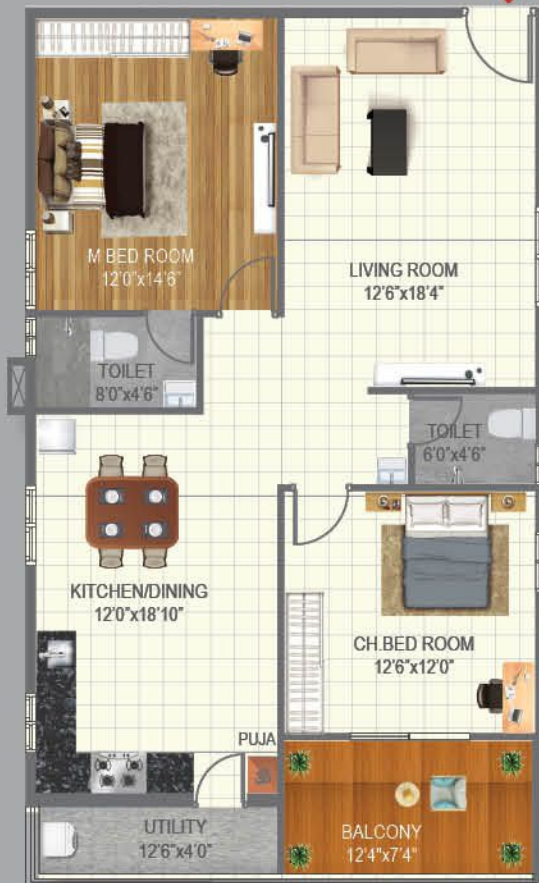 M BED ROOM
12'0"x14'6"
LIVING ROOM
12'6"x18'4"
TOILET
8'0"x4'6"
TOILET
6'0"x4'6"
KITCHEN/DINING
12'0"x18'10"
CH.BED ROOM
12'6"x12'0"
PUJA
UTILITY
12'6"x4'0"
BALCONY
12'4"x7'4"